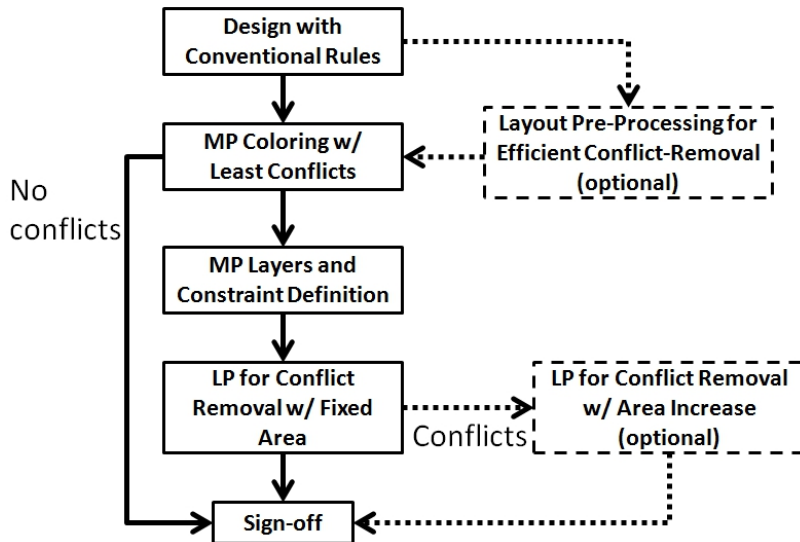 Design with
Conventional Rules
Layout Pre-Processing for
Efficient Conflict-Removal
(optional)
MP Coloring w/
Least Conflicts
No
conflicts
MP Layers and
Constraint Definition
LP for Conflict
Removal w/ Fixed
Area
Conflicts
LP for Conflict Removal
w/ Area Increase
(optional)
Sign-off